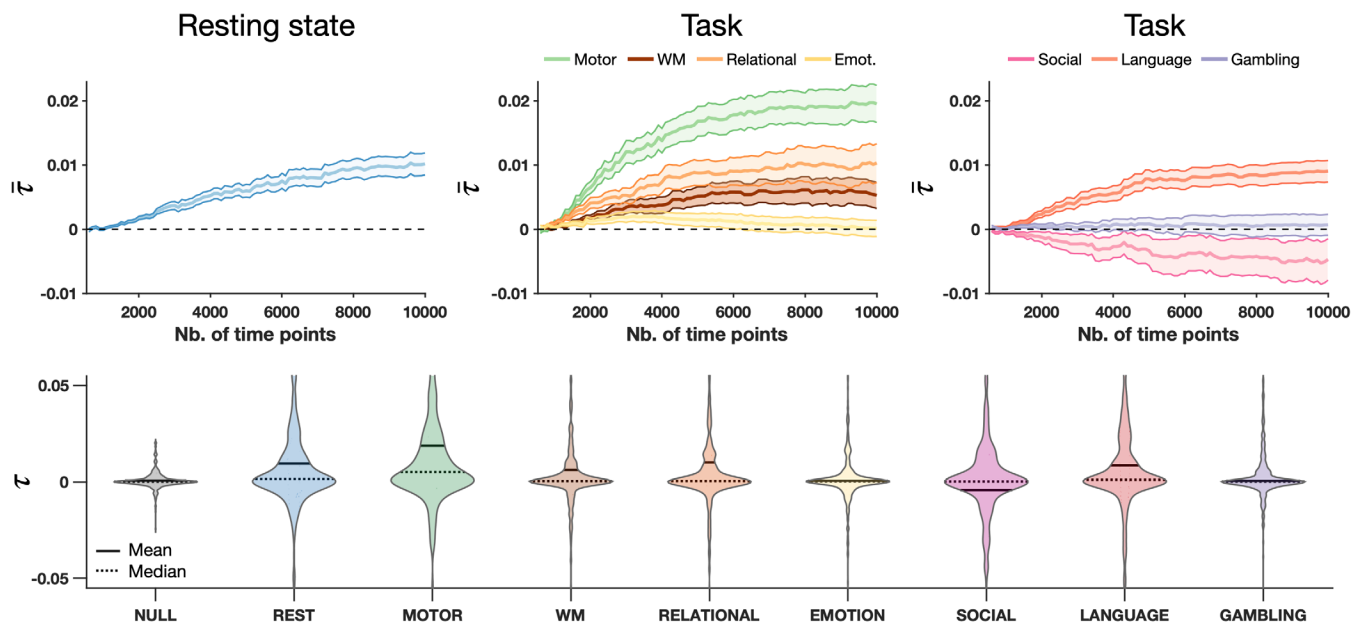 Resting state
Task
Task
Motor WM Relational Emot.
Social Language Gambling
0.02
0.01
0
-0.01
τ̄
2000 4000 6000 8000 10000
Nb. of time points
0.02
0.01
0
-0.01
τ̄
2000 4000 6000 8000 10000
Nb. of time points
0.02
0.01
0
-0.01
τ̄
2000 4000 6000 8000 10000
Nb. of time points
0.05
0
-0.05
τ
Mean
Median
NULL REST MOTOR WM RELATIONAL EMOTION SOCIAL LANGUAGE GAMBLING